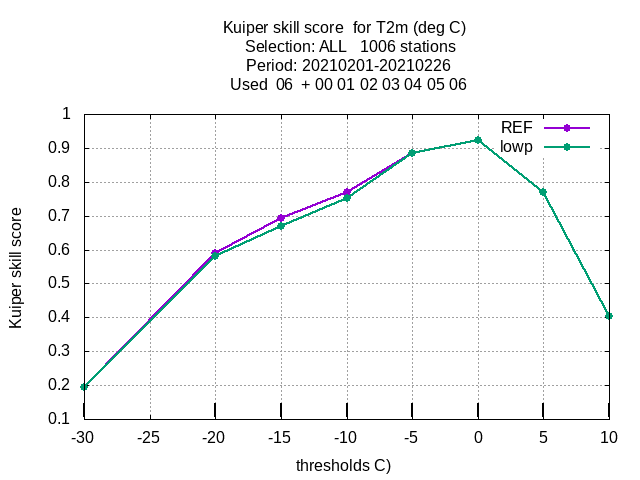 Kuiper skill score  for T2m (deg C)
Selection: ALL   1006 stations
Period: 20210201-20210226
Used  06  + 00 01 02 03 04 05 06
REF
lowp
Kuiper skill score
1
0.9
0.8
0.7
0.6
0.5
0.4
0.3
0.2
0.1
-30 -25 -20 -15 -10 -5 0 5 10
thresholds C)